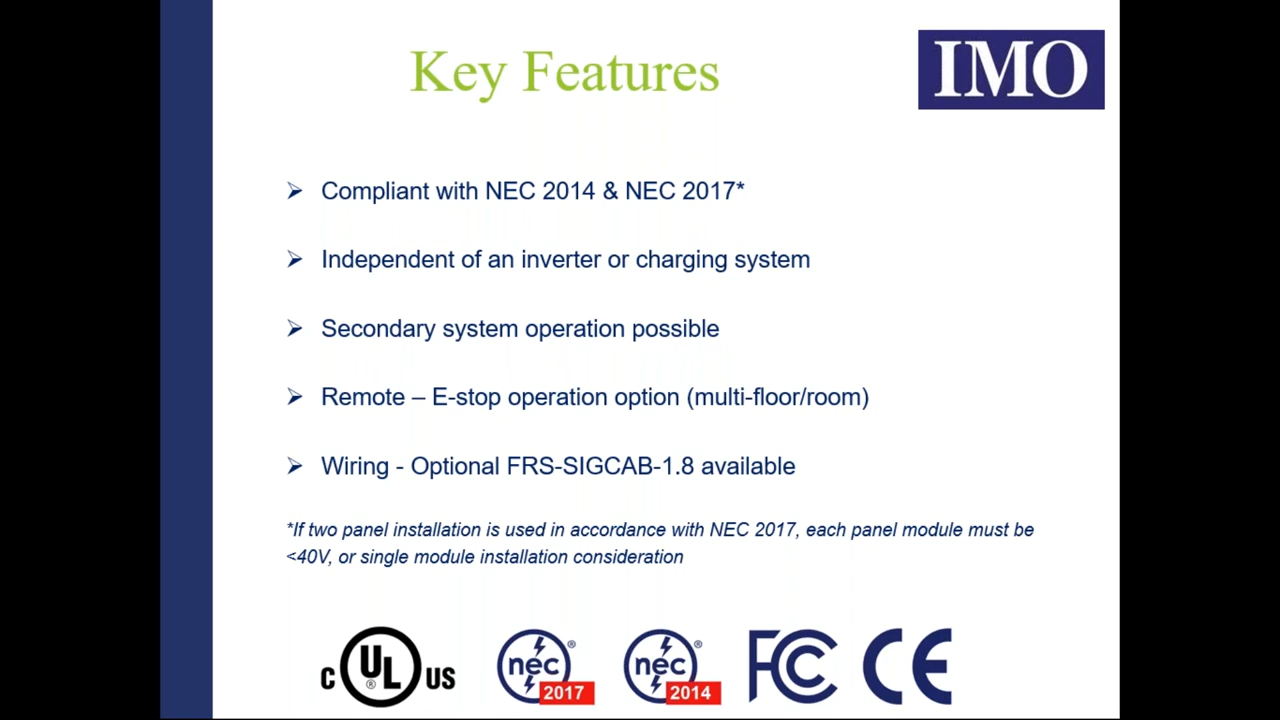 Key Features
IMO
Compliant with NEC 2014 & NEC 2017*
Independent of an inverter or charging system
Secondary system operation possible
Remote – E-stop operation option (multi-floor/room)
Wiring - Optional FRS-SIGCAB-1.8 available
*If two panel installation is used in accordance with NEC 2017, each panel module must be
<40V, or single module installation consideration
C UL ® US
nec ® 2017
nec ® 2014
FC
CE